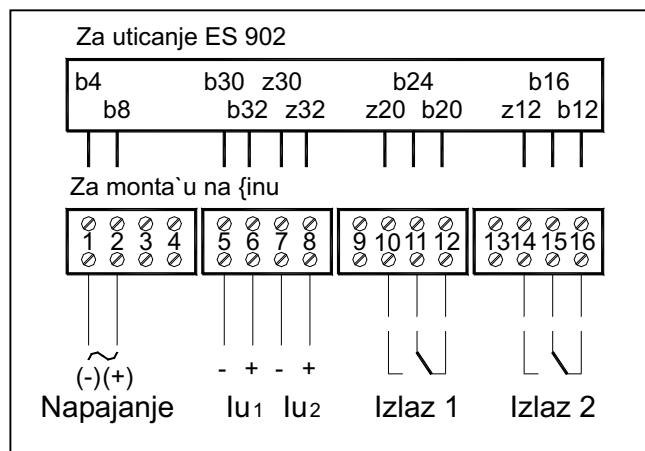 Za uticanje ES 902
b4 b30 z30 b24 b16
b8 b32 z32 z20 b20 z12 b12
Za monta`u na {inu
1 2 3 4 5 6 7 8 9 10 11 12 13 14 15 16
(-) (+) - + - +
Napajanje Iu1 Iu2 Izlaz 1 Izlaz 2